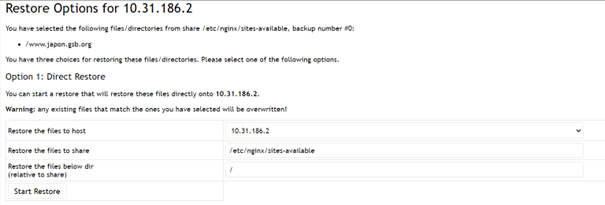 Restore Options for 10.31.186.2
You have selected the following files/directories from share /etc/nginx/sites-available, backup number #0:
• /www.japon.gsb.org
You have three choices for restoring these files/directories. Please select one of the following options.
Option 1: Direct Restore
You can start a restore that will restore these files directly onto 10.31.186.2.
Warning: any existing files that match the ones you have selected will be overwritten!
Restore the files to host 10.31.186.2
Restore the files to share /etc/nginx/sites-available
Restore the files below dir
(relative to share) /
Start Restore